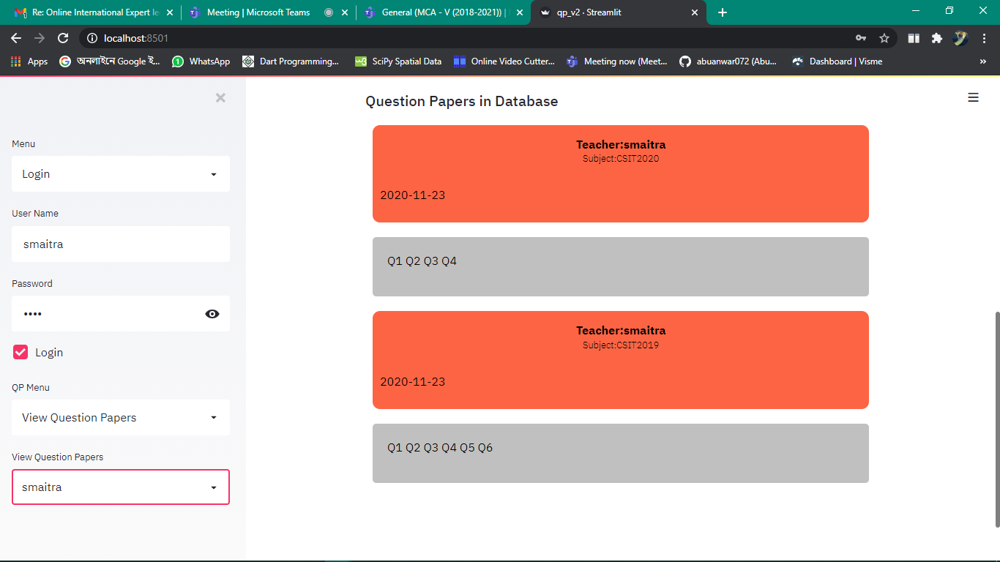 Re: Online International Expert le
Meeting | Microsoft Teams
General (MCA - V (2018-2021)) |
qp_v2 · Streamlit
localhost:8501
Apps
অনলাইনে Google ই...
WhatsApp
Dart Programming...
SciPy Spatial Data
Online Video Cutter...
Meeting now (Meet...
abuanwar072 (Abu...
Dashboard | Visme
»
Menu
Login
User Name
smaitra
Password
••••
Login
QP Menu
View Question Papers
View Question Papers
smaitra
Question Papers in Database
Teacher:smaitra
Subject:CSIT2020
2020-11-23
Q1 Q2 Q3 Q4
Teacher:smaitra
Subject:CSIT2019
2020-11-23
Q1 Q2 Q3 Q4 Q5 Q6